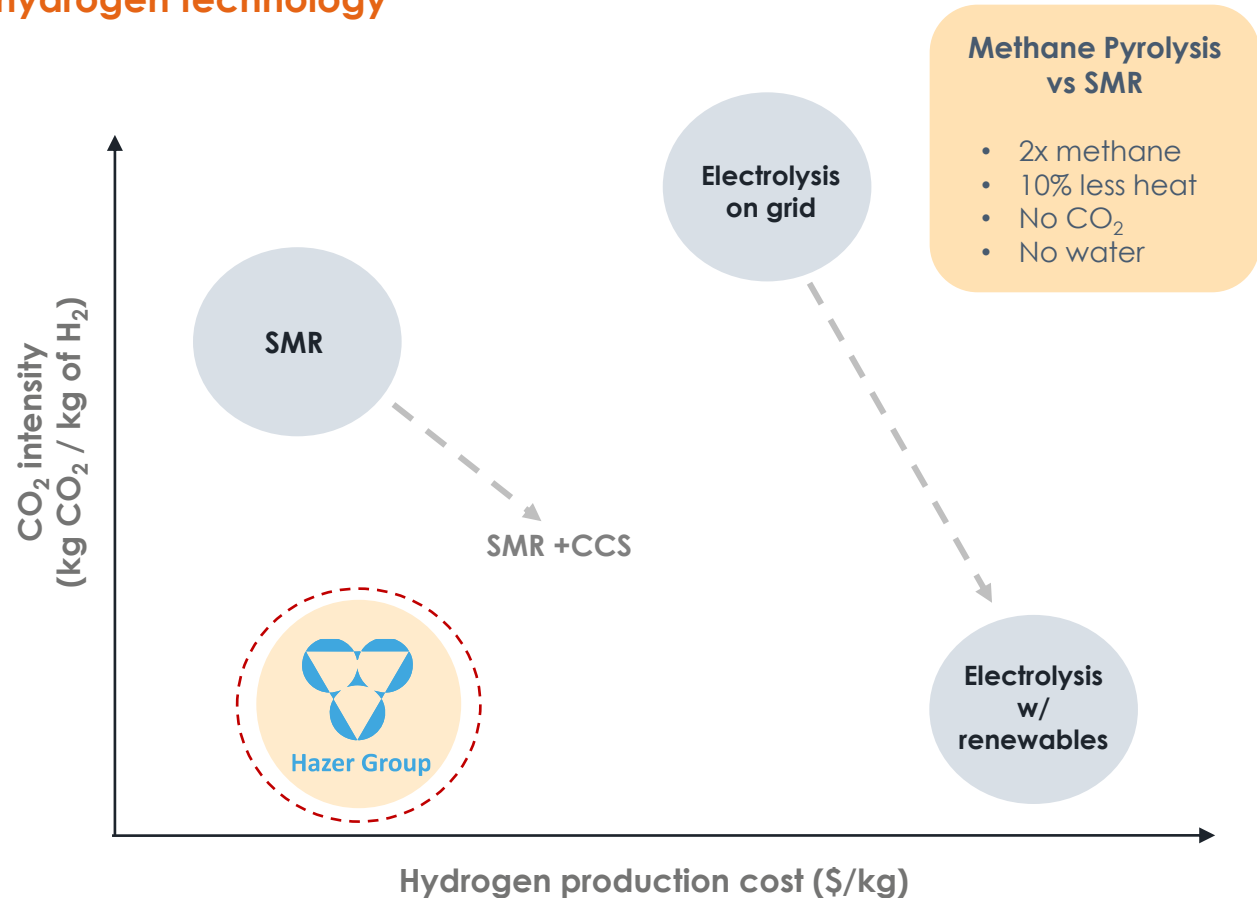 hydrogen technology
Methane Pyrolysis
vs SMR
• 2x methane
• 10% less heat
• No CO₂
• No water
Electrolysis
on grid
SMR
CO₂ intensity
(kg CO₂ / kg of H₂)
SMR +CCS
Hazer Group
Electrolysis
w/
renewables
Hydrogen production cost ($/kg)